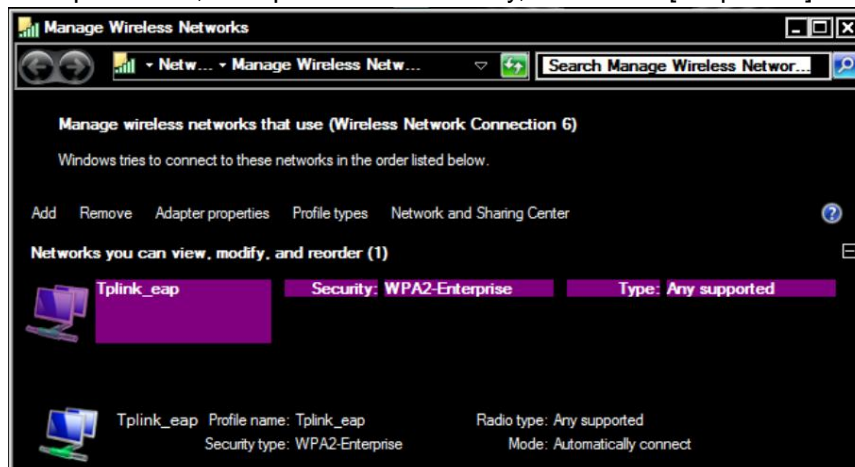 Manage Wireless Networks
Netw... Manage Wireless Netw... Search Manage Wireless Networ...
Manage wireless networks that use (Wireless Network Connection 6)
Windows tries to connect to these networks in the order listed below.
Add Remove Adapter properties Profile types Network and Sharing Center
Networks you can view, modify, and reorder (1)
Tplink_eap Security: WPA2-Enterprise Type: Any supported
Tplink_eap Profile name: Tplink_eap Radio type: Any supported
Security type: WPA2-Enterprise Mode: Automatically connect